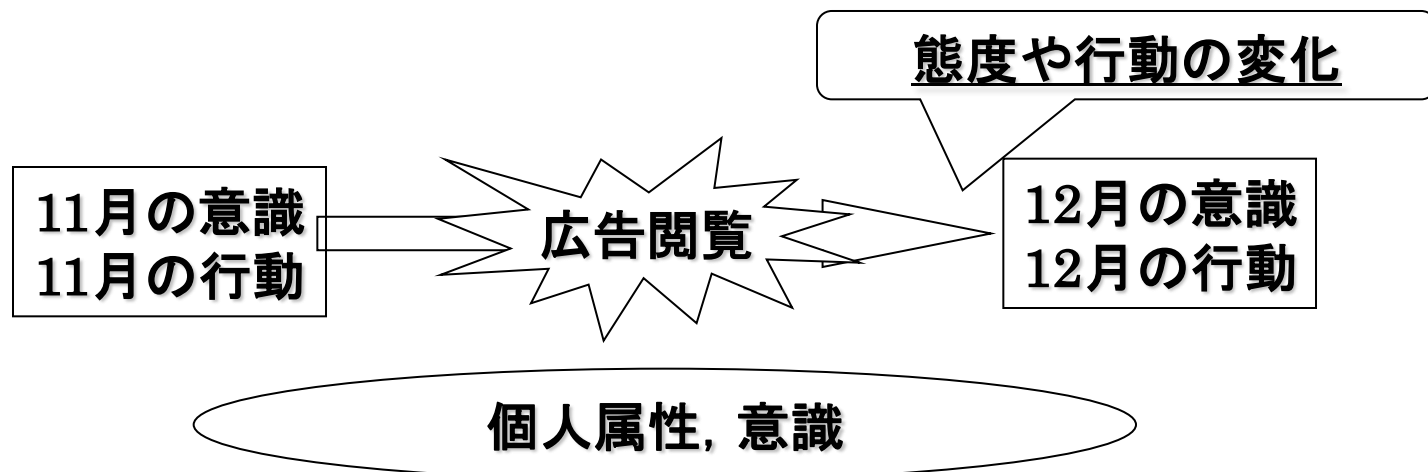 態度や行動の変化
11月の意識
11月の行動
広告閲覧
12月の意識
12月の行動
個人属性，意識